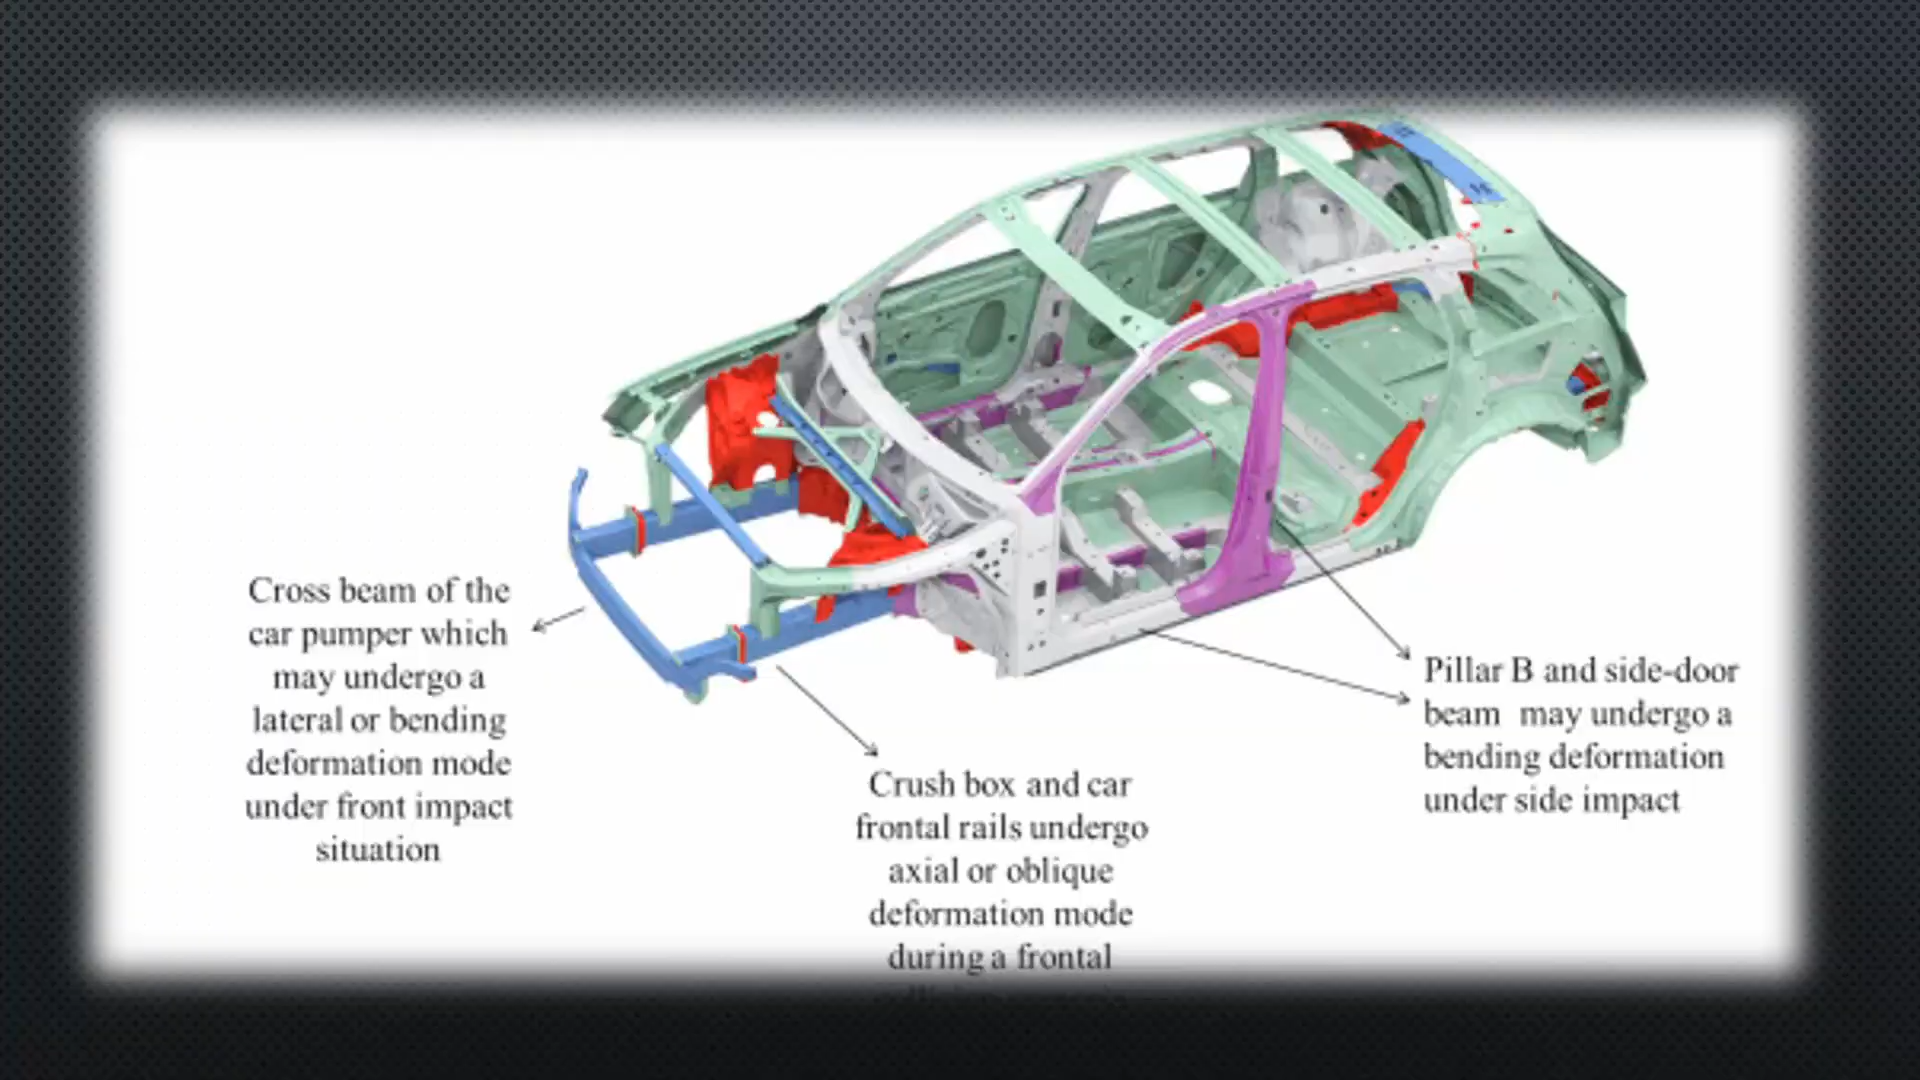 Cross beam of the
car pumper which
may undergo a
lateral or bending
deformation mode
under front impact
situation
Crush box and car
frontal rails undergo
axial or oblique
deformation mode
during a frontal
Pillar B and side-door
beam may undergo a
bending deformation
under side impact